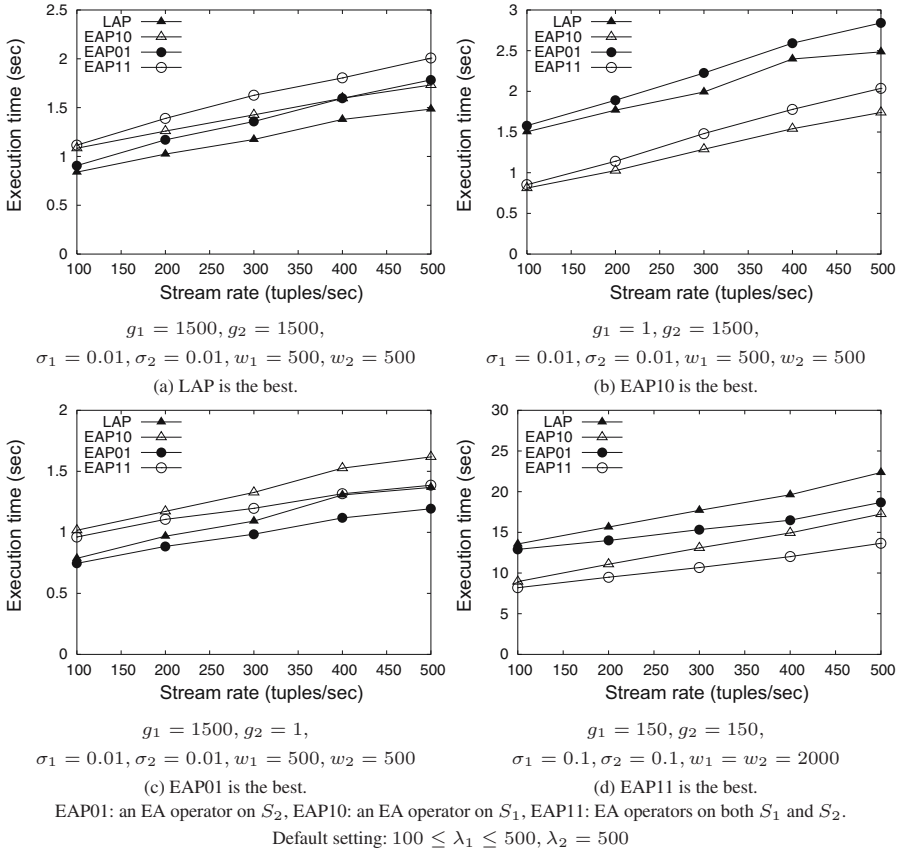 LAP
EAP10
EAP01
EAP11
Execution time (sec)
2.5
2
1.5
1
0.5
0
100 150 200 250 300 350 400 450 500
Stream rate (tuples/sec)
g₁ = 1500, g₂ = 1500,
σ₁ = 0.01, σ₂ = 0.01, w₁ = 500, w₂ = 500
(a) LAP is the best.
LAP
EAP10
EAP01
EAP11
Execution time (sec)
3
2.5
2
1.5
1
0.5
0
100 150 200 250 300 350 400 450 500
Stream rate (tuples/sec)
g₁ = 1, g₂ = 1500,
σ₁ = 0.01, σ₂ = 0.01, w₁ = 500, w₂ = 500
(b) EAP10 is the best.
LAP
EAP10
EAP01
EAP11
Execution time (sec)
2
1.5
1
0.5
0
100 150 200 250 300 350 400 450 500
Stream rate (tuples/sec)
g₁ = 1500, g₂ = 1,
σ₁ = 0.01, σ₂ = 0.01, w₁ = 500, w₂ = 500
(c) EAP01 is the best.
LAP
EAP10
EAP01
EAP11
Execution time (sec)
30
25
20
15
10
5
0
100 150 200 250 300 350 400 450 500
Stream rate (tuples/sec)
g₁ = 150, g₂ = 150,
σ₁ = 0.1, σ₂ = 0.1, w₁ = w₂ = 2000
(d) EAP11 is the best.
EAP01: an EA operator on S₂, EAP10: an EA operator on S₁, EAP11: EA operators on both S₁ and S₂.
Default setting: 100 ≤ λ₁ ≤ 500, λ₂ = 500